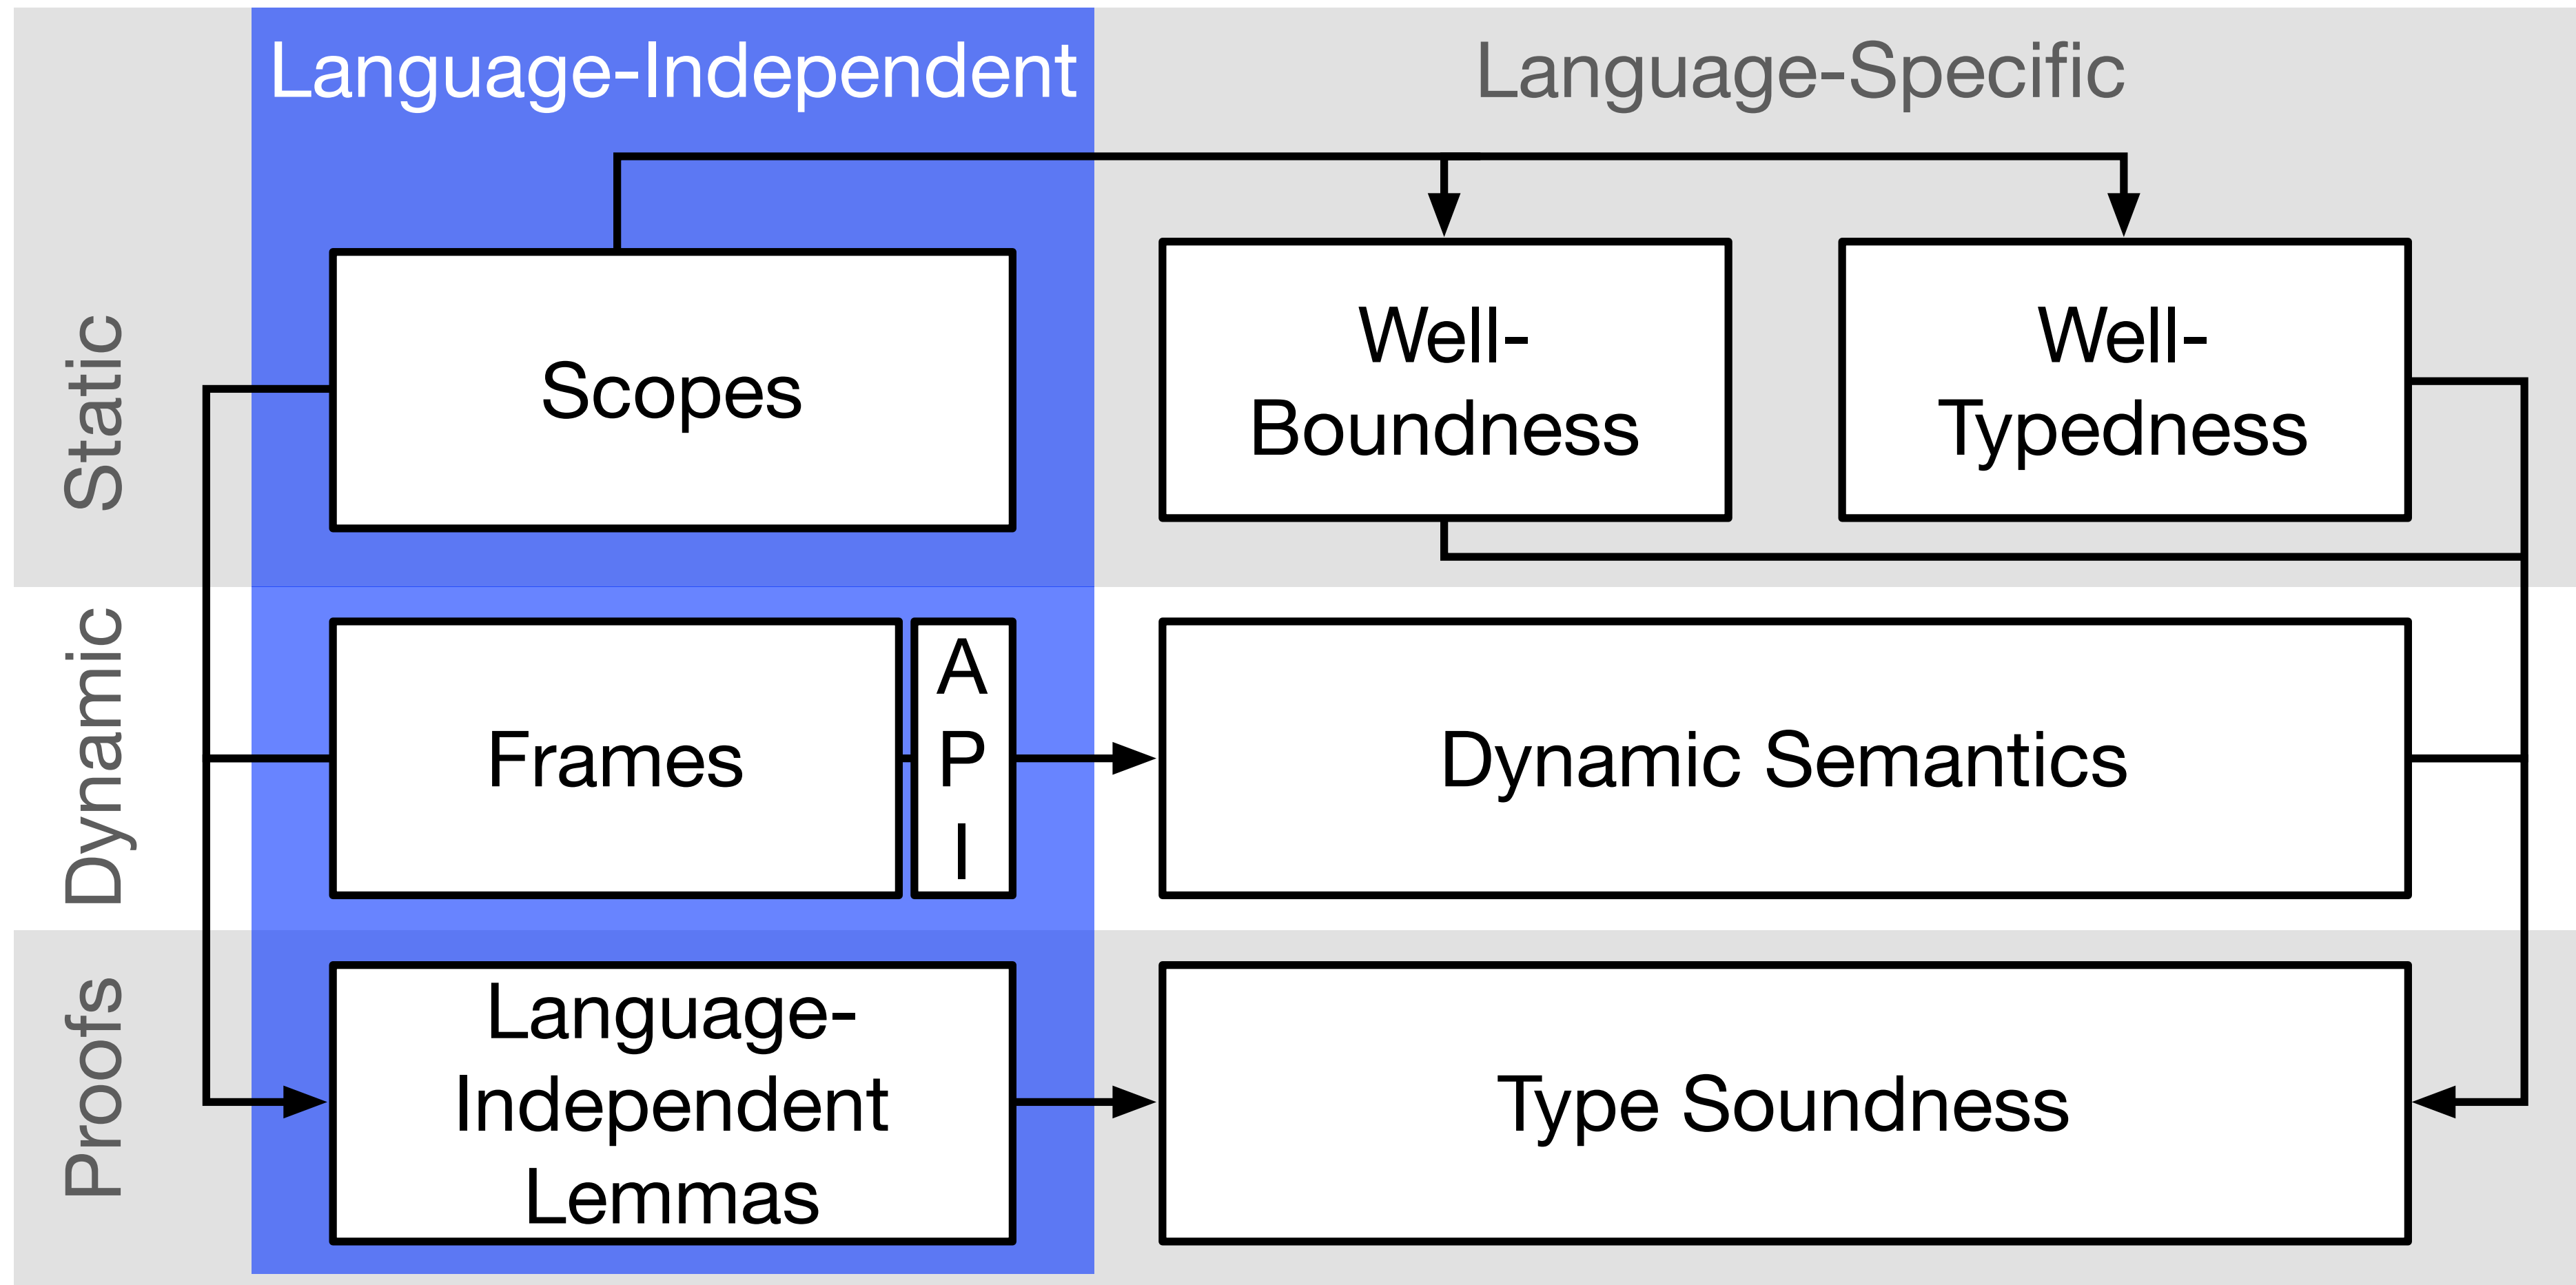 Language-Independent
Language-Specific
Static
Scopes
Well-
Boundness
Well-
Typedness
Dynamic
Frames
A
P
I
Dynamic Semantics
Proofs
Language-
Independent
Lemmas
Type Soundness